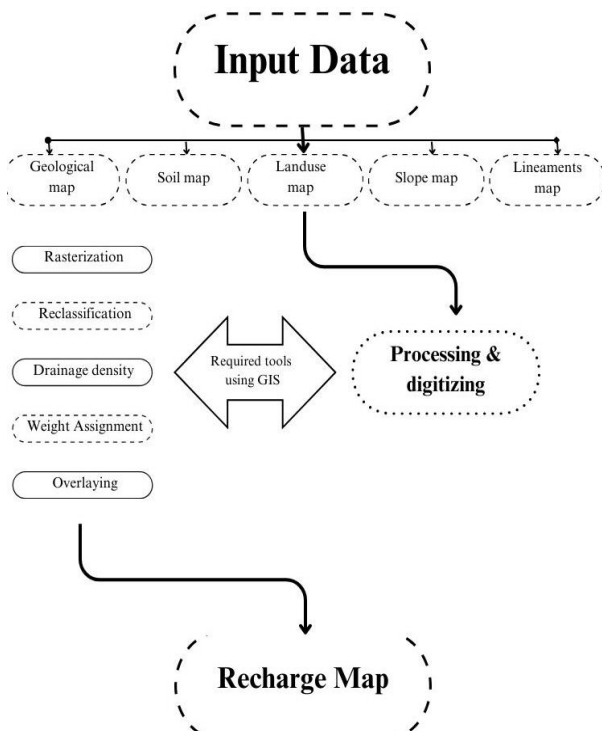 Input Data
Geological
map
Soil map
Landuse
map
Slope map
Lineaments
map
Rasterization
Reclassification
Drainage density
Weight Assignment
Overlaying
Required tools
using GIS
Processing &
digitizing
Recharge Map